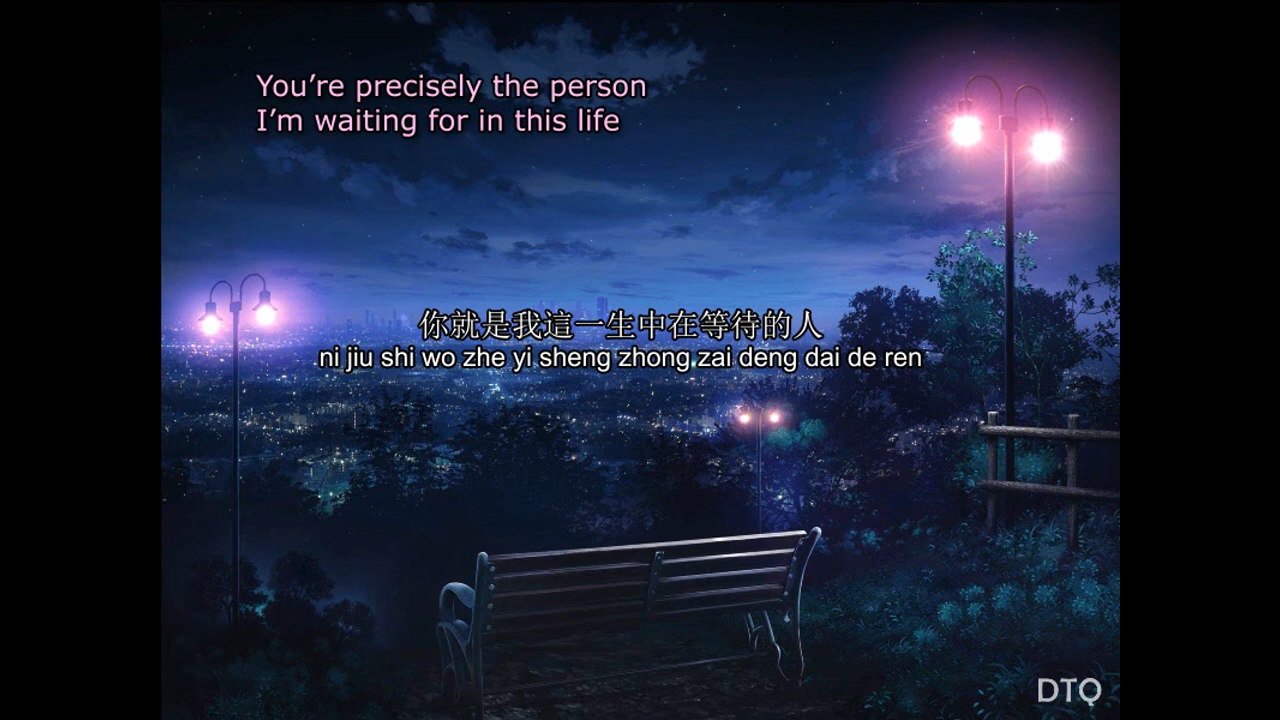 You’re precisely the person
I’m waiting for in this life
你就是我這一生中在等待的人
ni jiu shi wo zhe yi sheng zhong zai deng dai de ren
DTQ